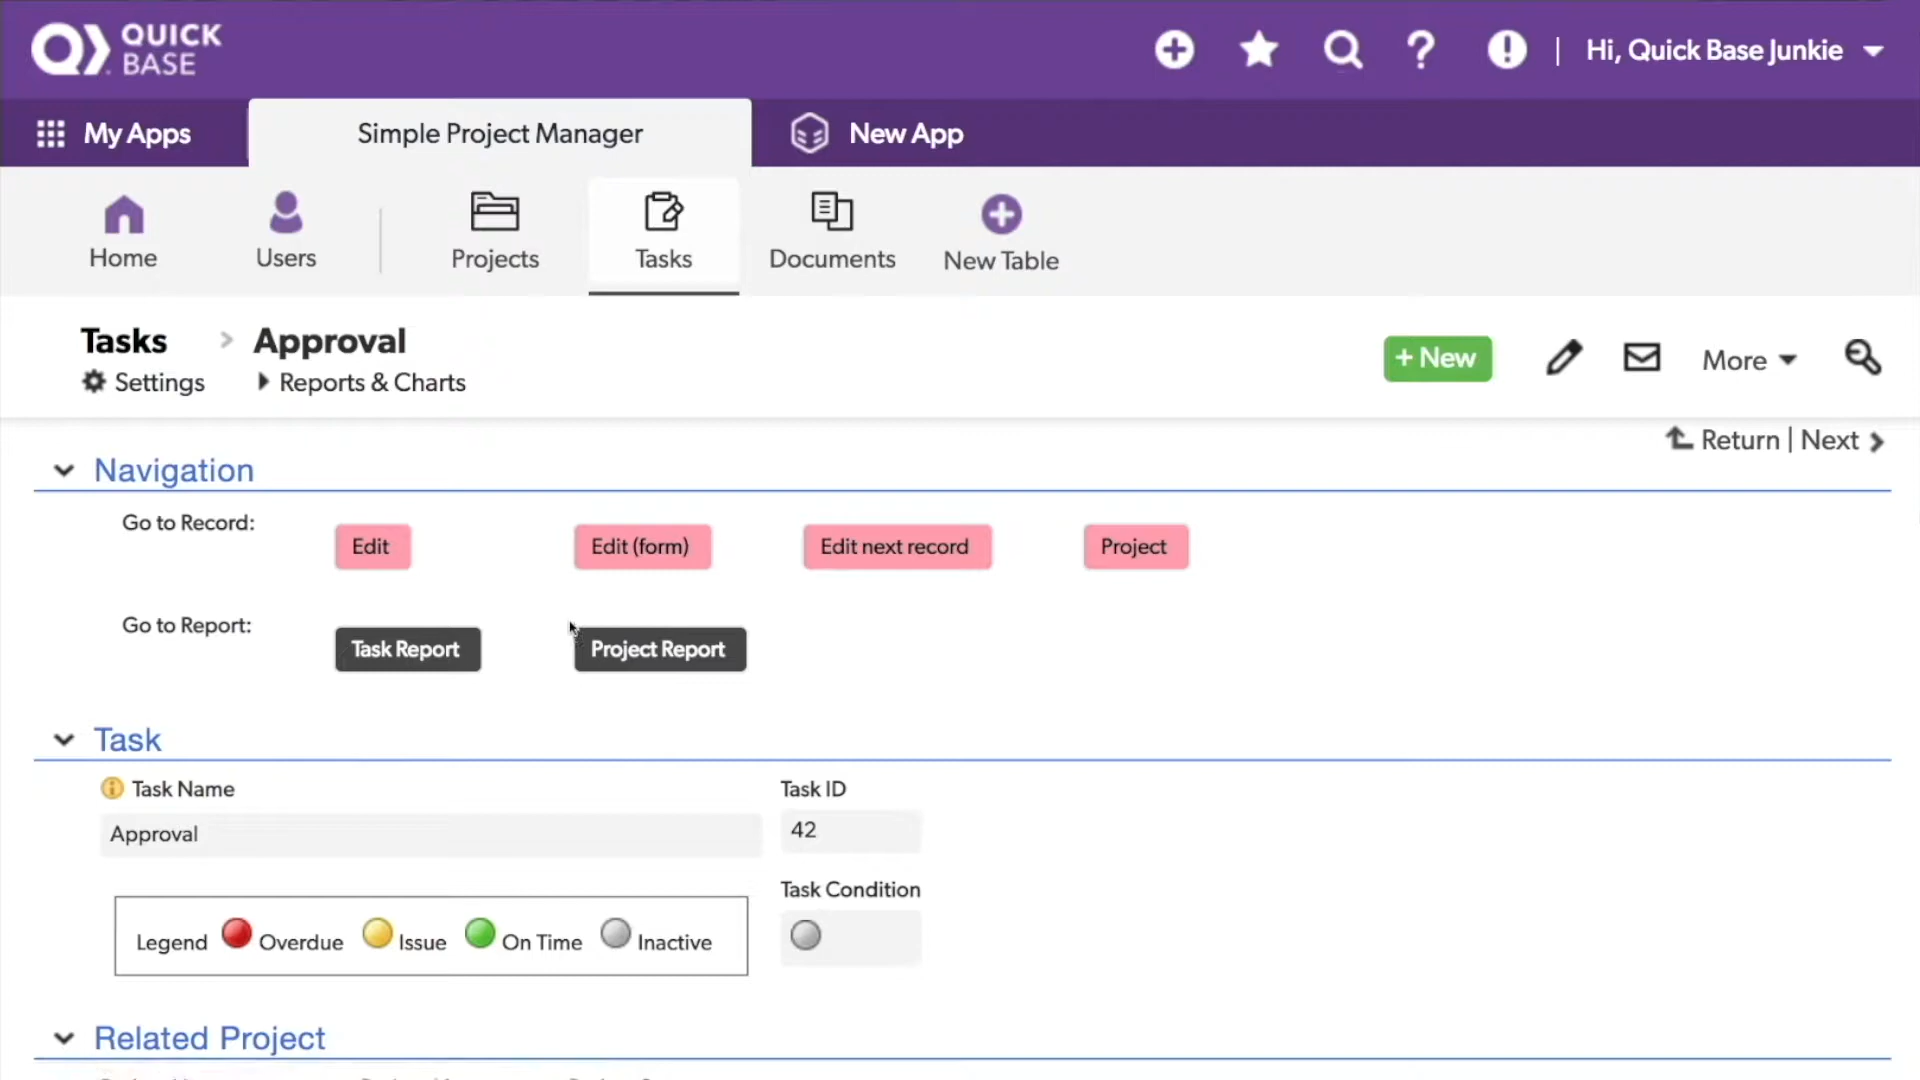 QUICK
BASE
Hi, Quick Base Junkie
My Apps
Simple Project Manager
New App
Home
Users
Projects
Tasks
Documents
New Table
Tasks > Approval
Settings
Reports & Charts
+ New
More
Return | Next
Navigation
Go to Record:
Edit
Edit (form)
Edit next record
Project
Go to Report:
Task Report
Project Report
Task
Task Name
Task ID
Approval
42
Task Condition
Legend Overdue Issue On Time Inactive
Related Project